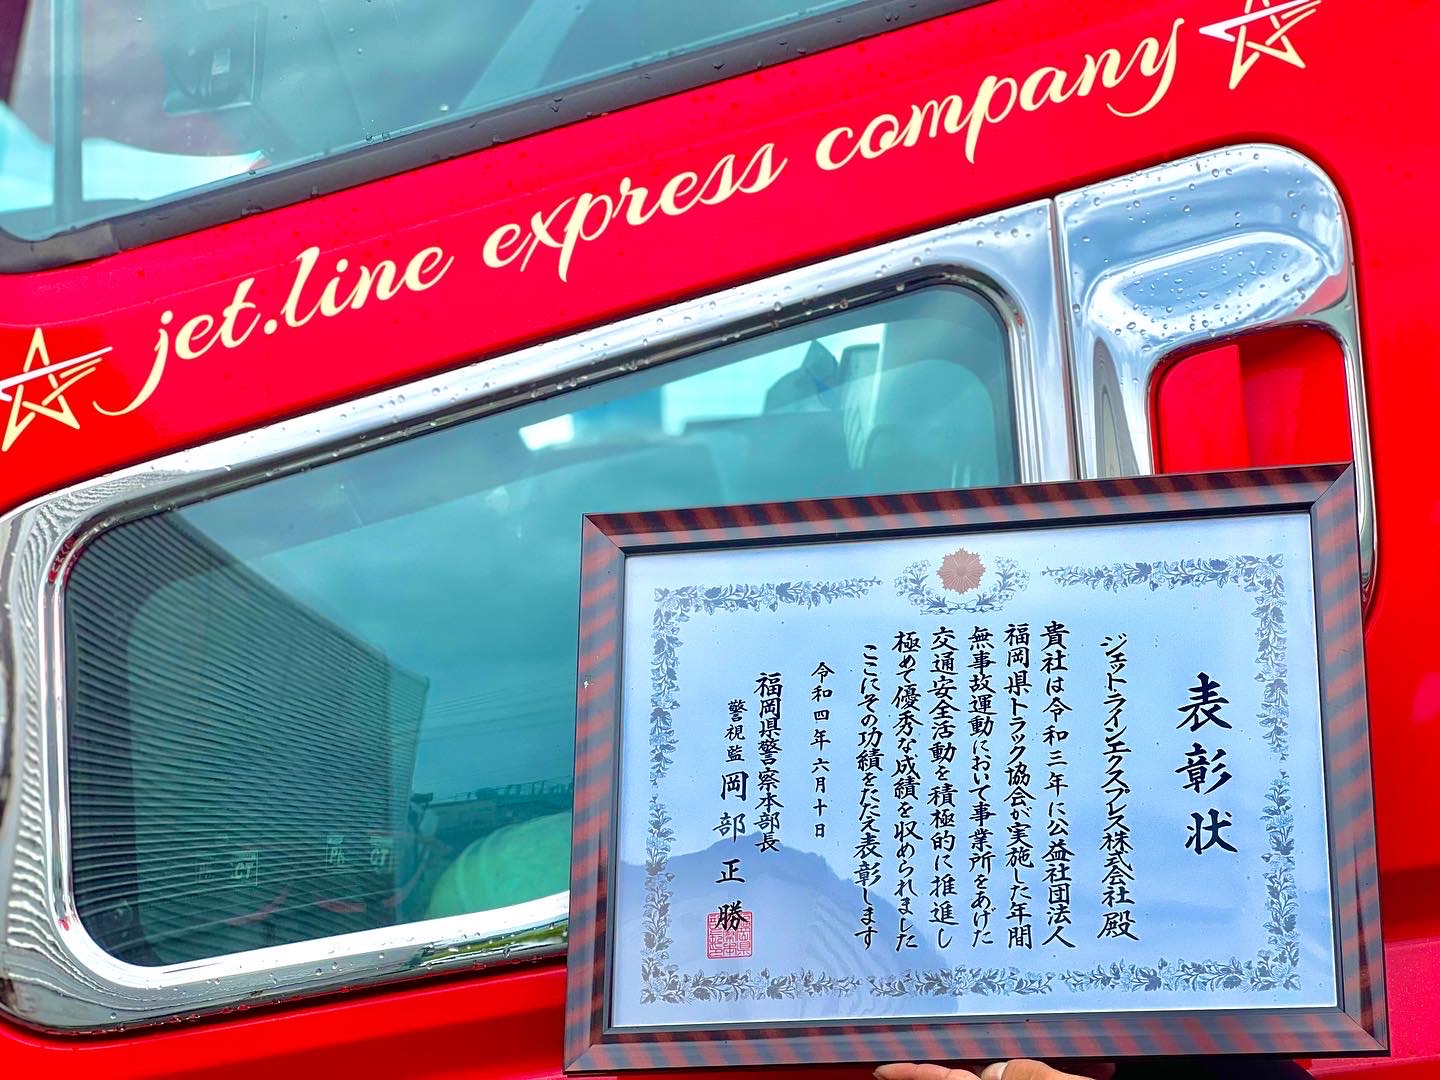 jet.line express company
表彰状
ジェットラインエクスプレス株式会社 殿
貴社は令和三年に公益社団法人
福岡県トラック協会が実施した年間
無事故運動において事業所をあげた
交通安全活動を積極的に推進し
極めて優秀な成績を収められました
ここにその功績をたたえ表彰します
令和四年六月十日
福岡県警察本部長
警視監 岡部正勝